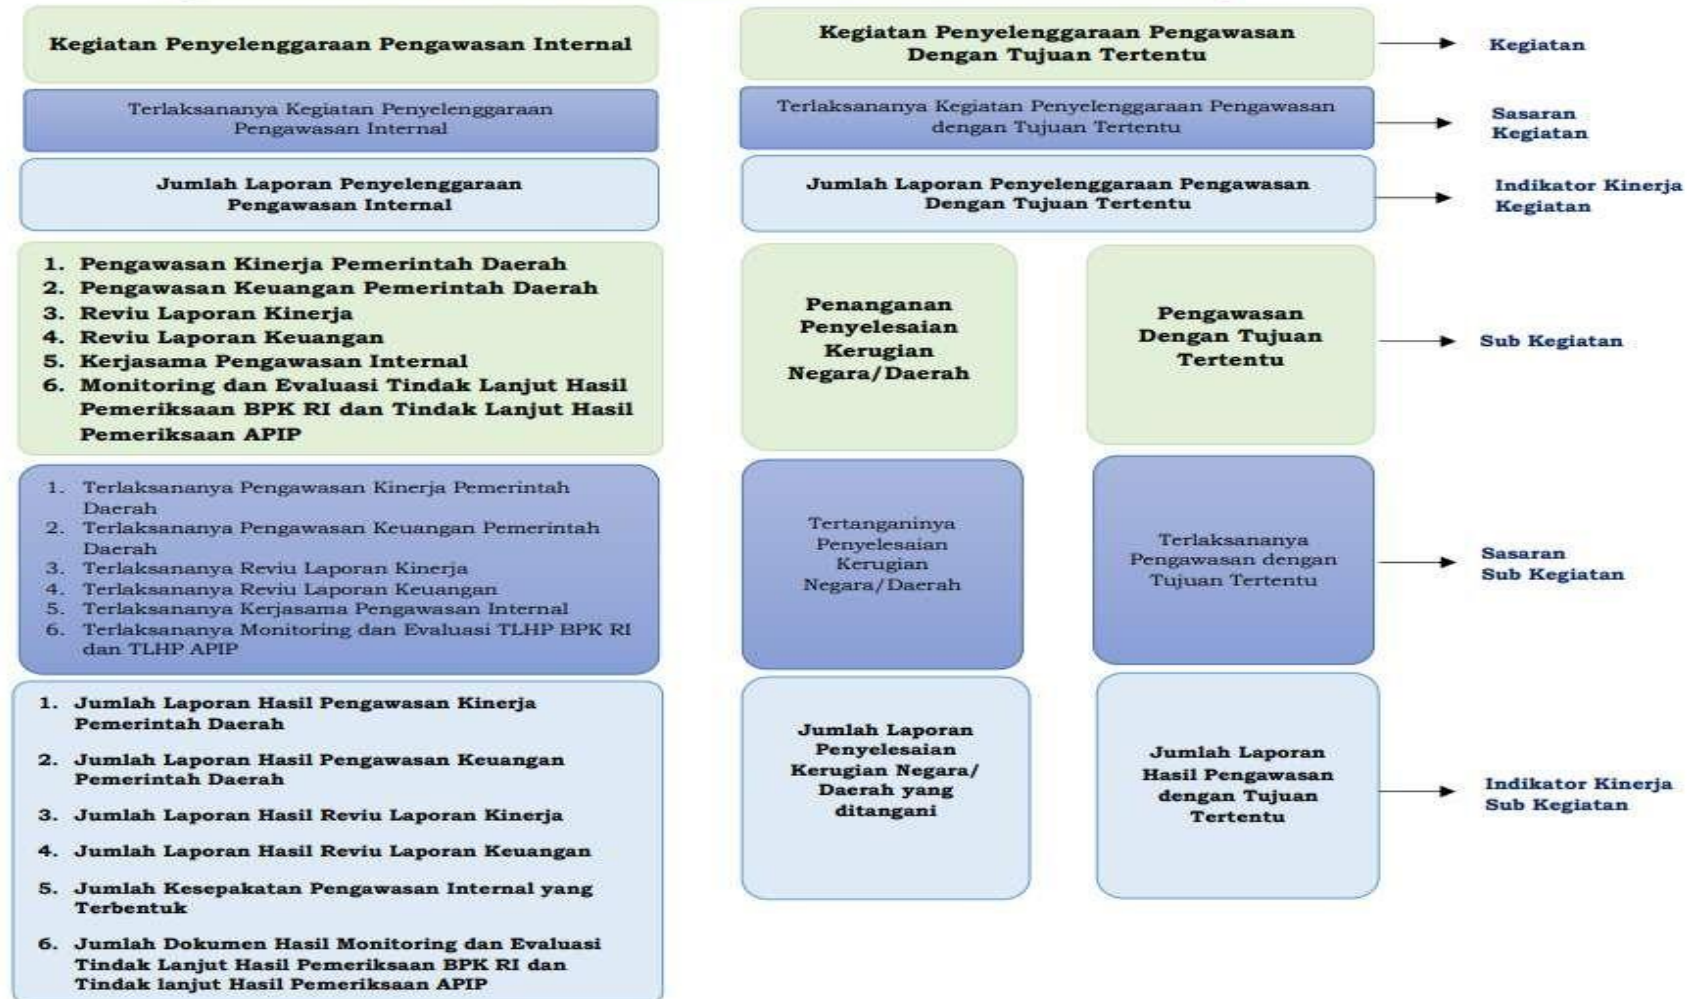 Kegiatan Penyelenggaraan Pengawasan Internal
Kegiatan Penyelenggaraan Pengawasan
Dengan Tujuan Tertentu
Kegiatan
Terlaksananya Kegiatan Penyelenggaraan
Pengawasan Internal
Terlaksananya Kegiatan Penyelenggaraan Pengawasan
dengan Tujuan Tertentu
Sasaran
Kegiatan
Jumlah Laporan Penyelenggaraan
Pengawasan Internal
Jumlah Laporan Penyelenggaraan Pengawasan
Dengan Tujuan Tertentu
Indikator Kinerja
Kegiatan
1. Pengawasan Kinerja Pemerintah Daerah
2. Pengawasan Keuangan Pemerintah Daerah
3. Reviu Laporan Kinerja
4. Reviu Laporan Keuangan
5. Kerjasama Pengawasan Internal
6. Monitoring dan Evaluasi Tindak Lanjut Hasil
Pemeriksaan BPK RI dan Tindak Lanjut Hasil
Pemeriksaan APIP
Penanganan
Penyelesaian
Kerugian
Negara/Daerah
Pengawasan
Dengan Tujuan
Tertentu
Sub Kegiatan
1. Terlaksananya Pengawasan Kinerja Pemerintah
Daerah
2. Terlaksananya Pengawasan Keuangan Pemerintah
Daerah
3. Terlaksananya Reviu Laporan Kinerja
4. Terlaksananya Reviu Laporan Keuangan
5. Terlaksananya Kerjasama Pengawasan Internal
6. Terlaksananya Monitoring dan Evaluasi TLHP BPK RI
dan TLHP APIP
Tertanganinya
Penyelesaian
Kerugian
Negara/Daerah
Terlaksananya
Pengawasan dengan
Tujuan Tertentu
Sasaran
Sub Kegiatan
1. Jumlah Laporan Hasil Pengawasan Kinerja
Pemerintah Daerah
2. Jumlah Laporan Hasil Pengawasan Keuangan
Pemerintah Daerah
3. Jumlah Laporan Hasil Reviu Laporan Kinerja
4. Jumlah Laporan Hasil Reviu Laporan Keuangan
5. Jumlah Kesepakatan Pengawasan Internal yang
Terbentuk
6. Jumlah Dokumen Hasil Monitoring dan Evaluasi
Tindak Lanjut Hasil Pemeriksaan BPK RI dan
Tindak lanjut Hasil Pemeriksaan APIP
Jumlah Laporan
Penyelesaian
Kerugian Negara/
Daerah yang
ditangani
Jumlah Laporan
Hasil Pengawasan
dengan Tujuan
Tertentu
Indikator Kinerja
Sub Kegiatan